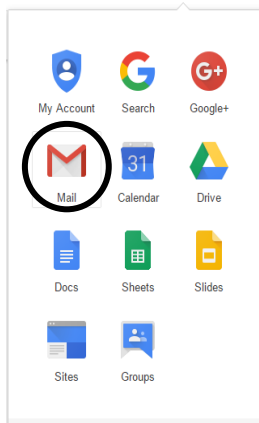 My Account Search Google+
G+
31
Mail Calendar Drive
Docs Sheets Slides
Sites Groups